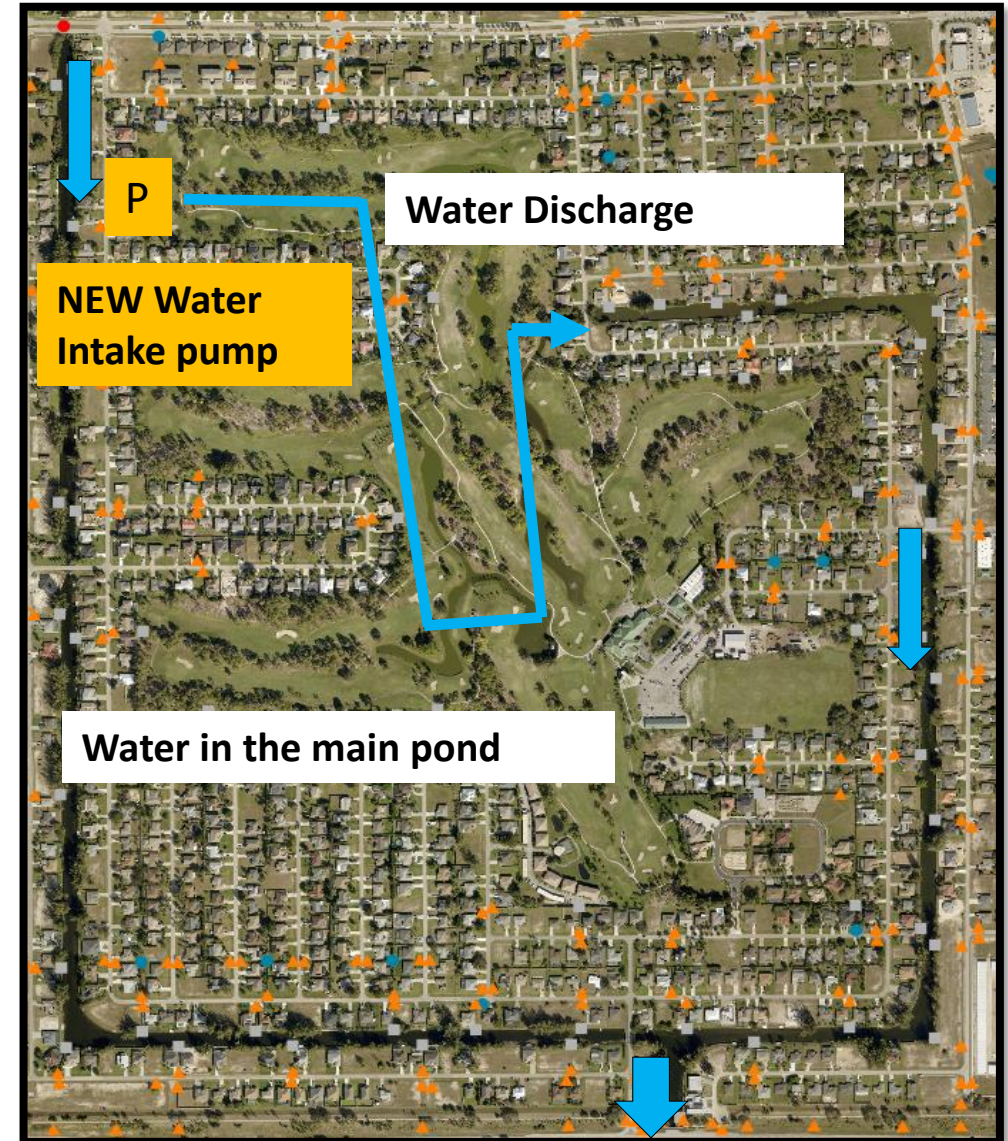 P
Water Discharge
NEW Water
Intake pump
Water in the main pond